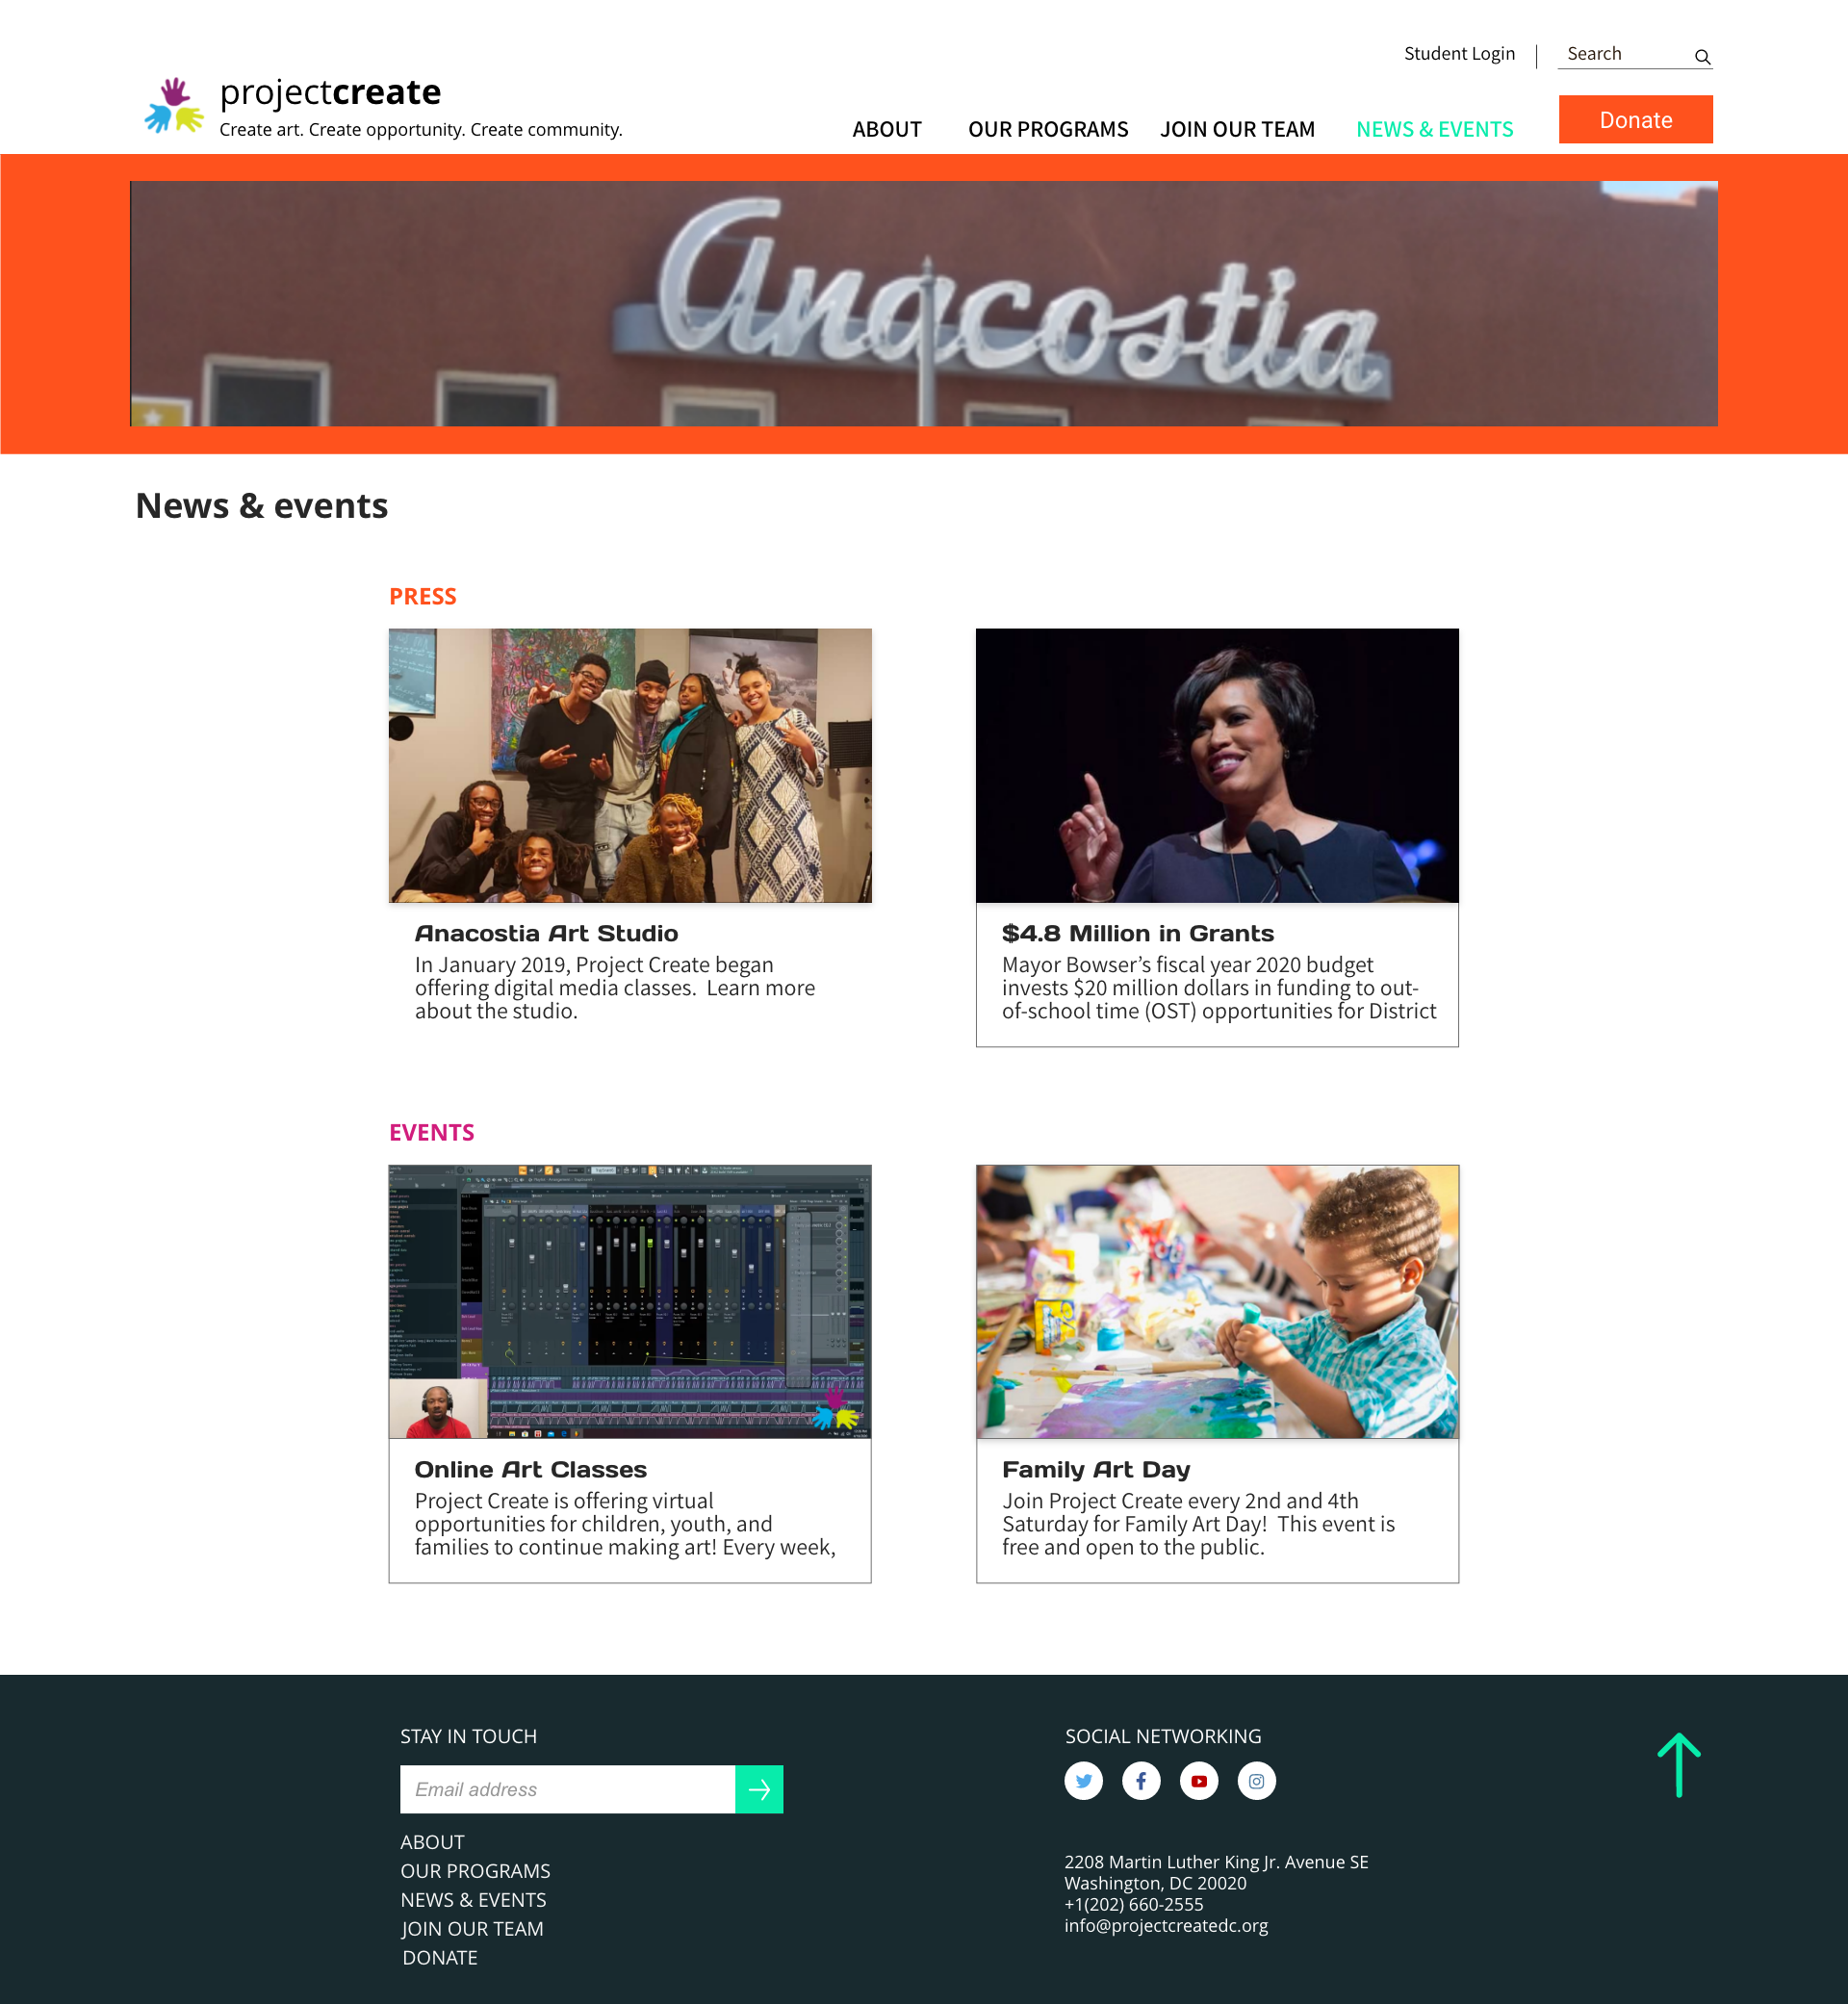 Student Login
Search
projectcreate
Create art. Create opportunity. Create community.
ABOUT
OUR PROGRAMS
JOIN OUR TEAM
NEWS & EVENTS
Donate
Anacostia
News & events
PRESS
Anacostia Art Studio
In January 2019, Project Create began
offering digital media classes. Learn more
about the studio.
$4.8 Million in Grants
Mayor Bowser’s fiscal year 2020 budget
invests $20 million dollars in funding to out-
of-school time (OST) opportunities for District
EVENTS
Online Art Classes
Project Create is offering virtual
opportunities for children, youth, and
families to continue making art! Every week,
Family Art Day
Join Project Create every 2nd and 4th
Saturday for Family Art Day! This event is
free and open to the public.
STAY IN TOUCH
Email address
ABOUT
OUR PROGRAMS
NEWS & EVENTS
JOIN OUR TEAM
DONATE
SOCIAL NETWORKING
2208 Martin Luther King Jr. Avenue SE
Washington, DC 20020
+1(202) 660-2555
info@projectcreatedc.org